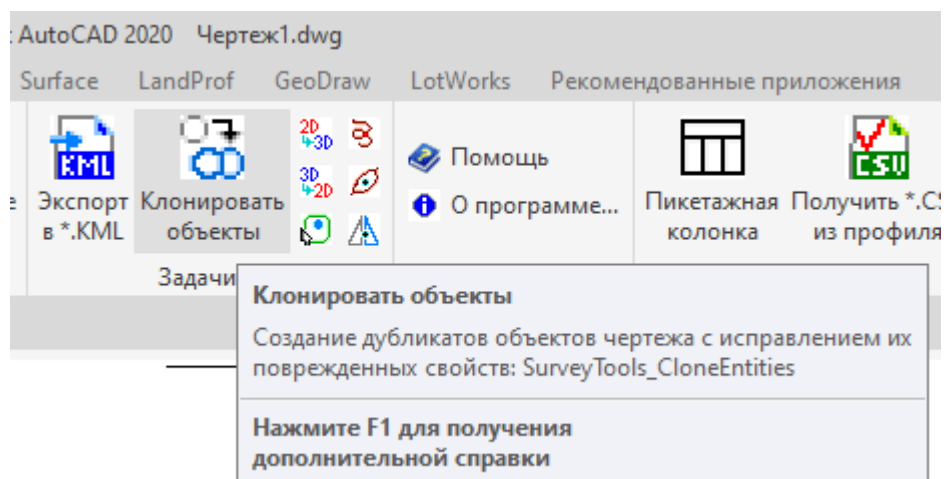 AutoCAD 2020 Чертеж1.dwg
Surface LandProf GeoDraw LotWorks Рекомендованные приложения
KML
2D
3D
3D
2D
CSV
Экспорт
в *.KML
Клонировать
объекты
Помощь
О программе...
Пикетажная
колонка
Получить *.CS
из профиля
Задачи
Клонировать объекты
Создание дубликатов объектов чертежа с исправлением их
поврежденных свойств: SurveyTools_CloneEntities
Нажмите F1 для получения
дополнительной справки